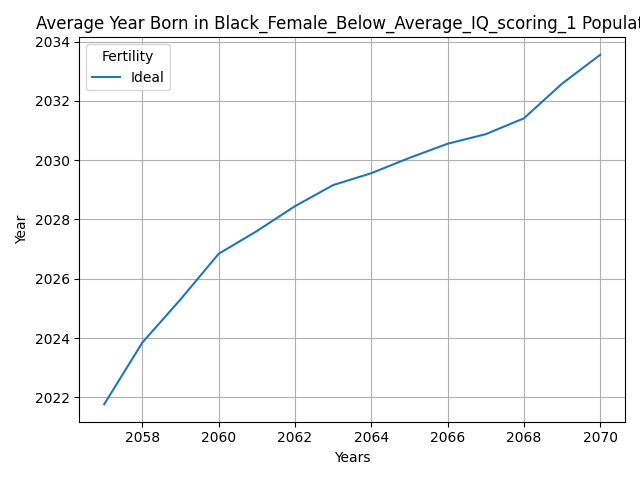 Average Year Born in Black_Female_Below_Average_IQ_scoring_1 Populat
Fertility
Ideal
Year
2034
2032
2030
2028
2026
2024
2022
2058 2060 2062 2064 2066 2068 2070
Years